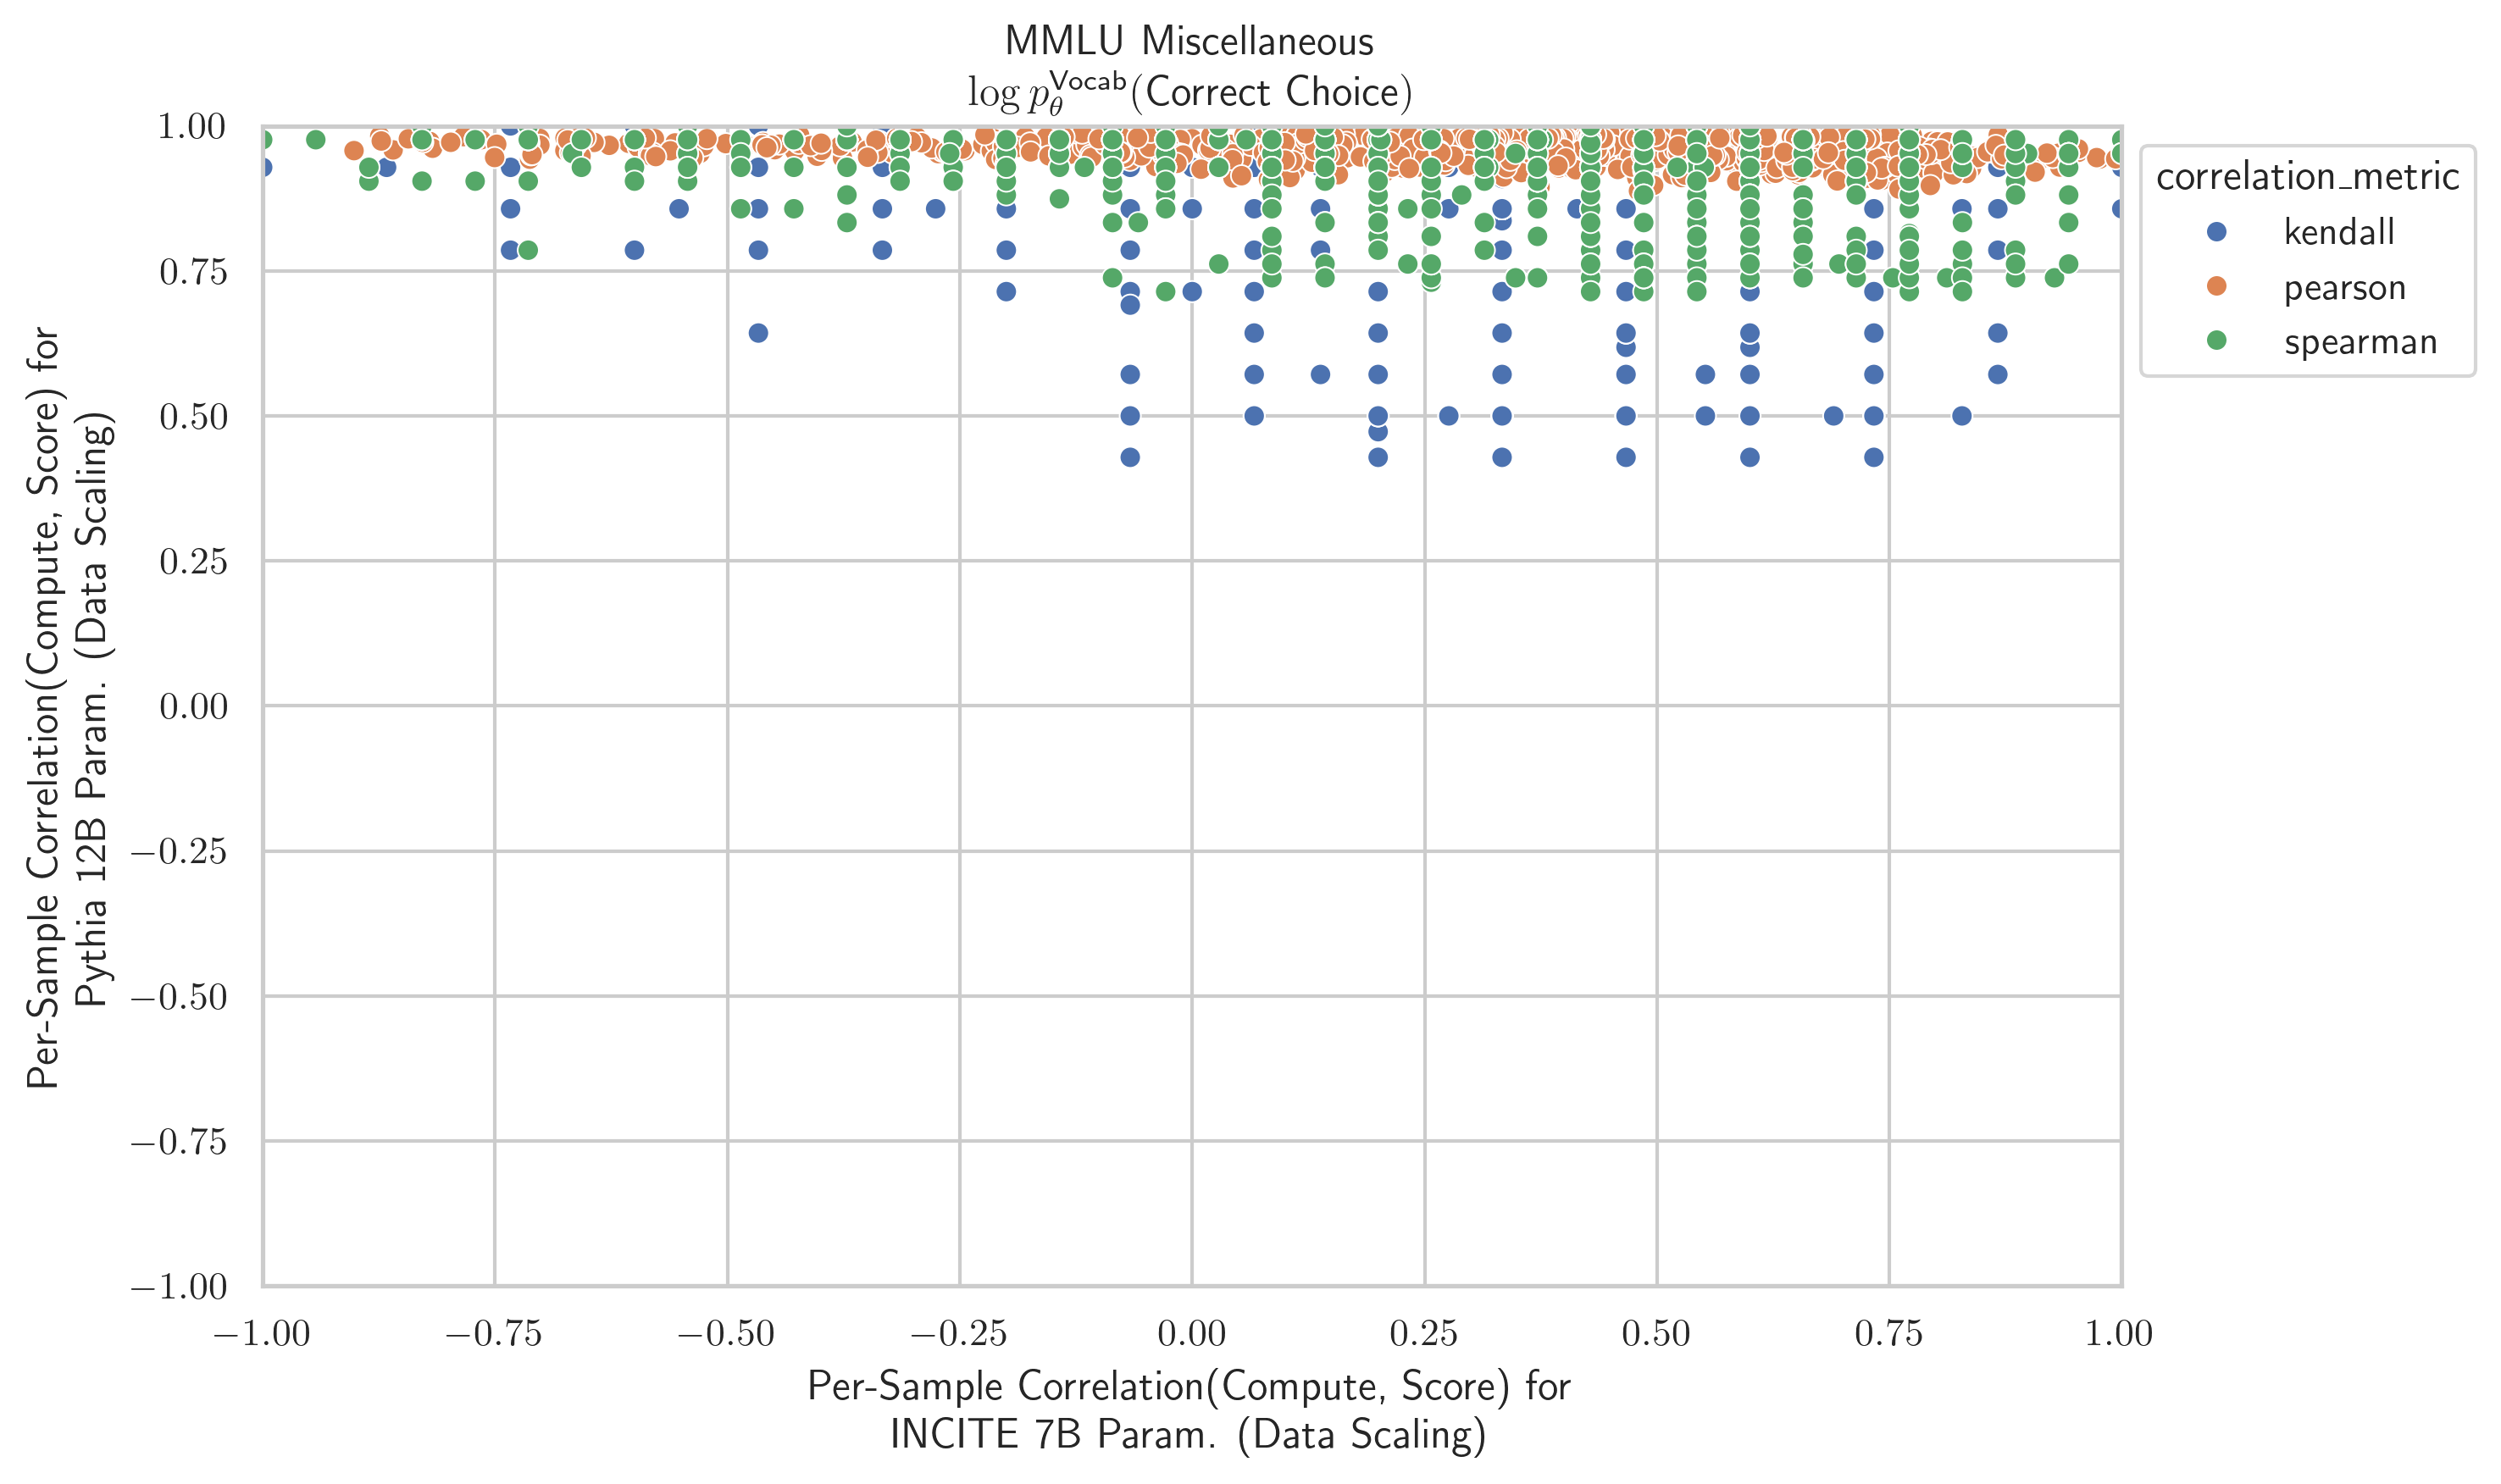 MMLU Miscellaneous
log p_θ^Vocab(Correct Choice)
1.00
0.75
0.50
0.25
0.00
−0.25
−0.50
−0.75
−1.00
Per-Sample Correlation(Compute, Score) for
Pythia 12B Param. (Data Scaling)
correlation_metric
kendall
pearson
spearman
−1.00 −0.75 −0.50 −0.25 0.00 0.25 0.50 0.75 1.00
Per-Sample Correlation(Compute, Score) for
INCITE 7B Param. (Data Scaling)